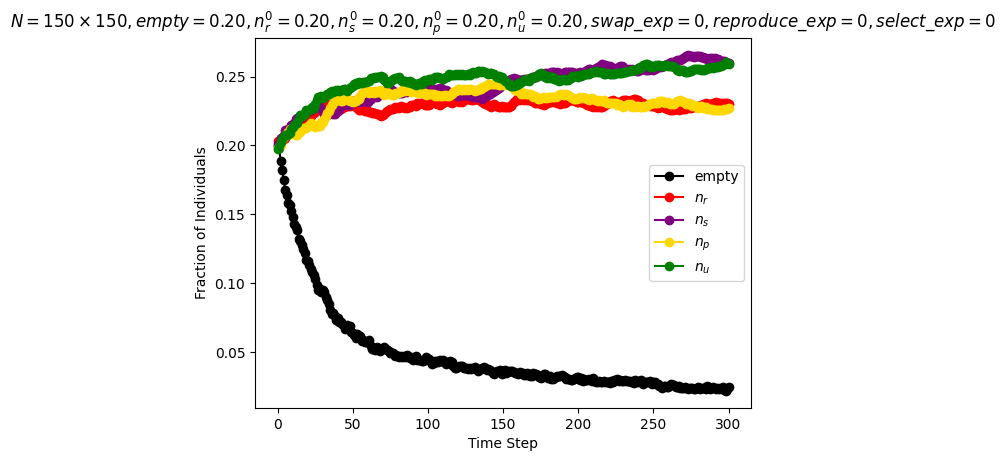 N = 150 × 150, empty = 0.20, n_r^0 = 0.20, n_s^0 = 0.20, n_p^0 = 0.20, n_u^0 = 0.20, swap_exp = 0, reproduce_exp = 0, select_exp = 0
0.25
0.20
0.15
0.10
0.05
Fraction of Individuals
empty
n_r
n_s
n_p
n_u
0 50 100 150 200 250 300
Time Step